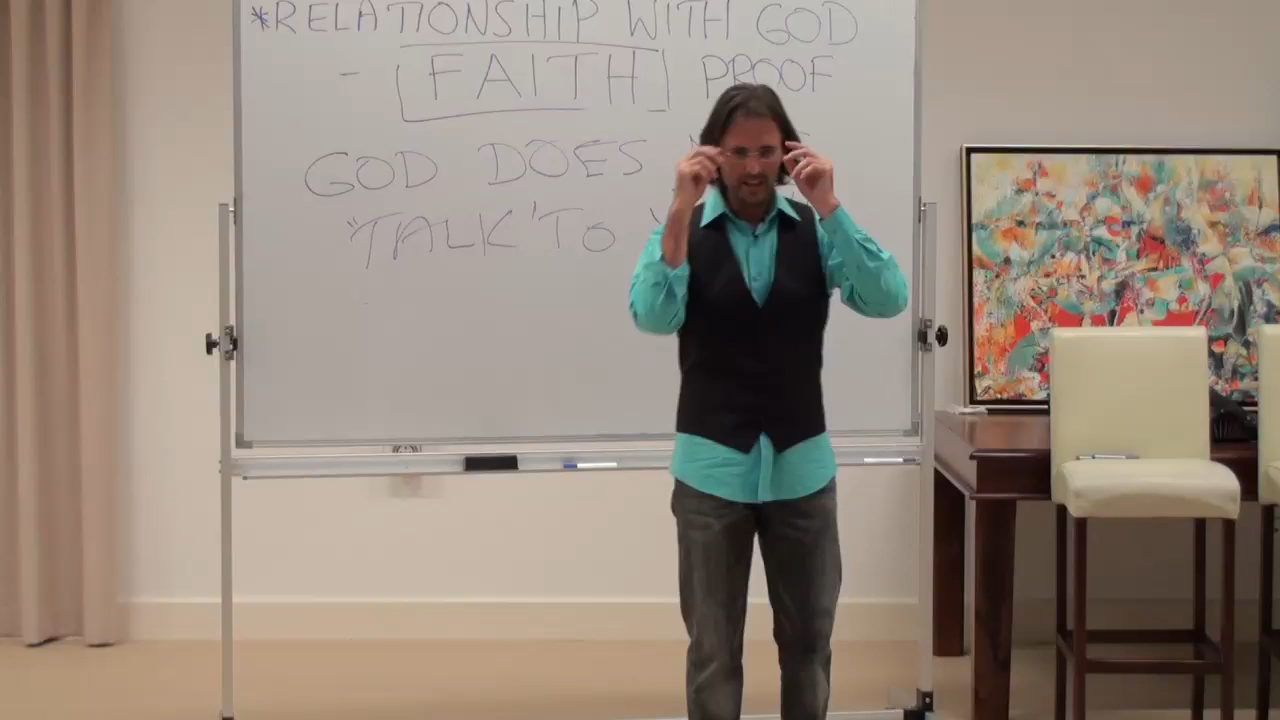 *RELATIONSHIP WITH GOD
- [FAITH] PROOF
GOD DOES
"TALK" TO